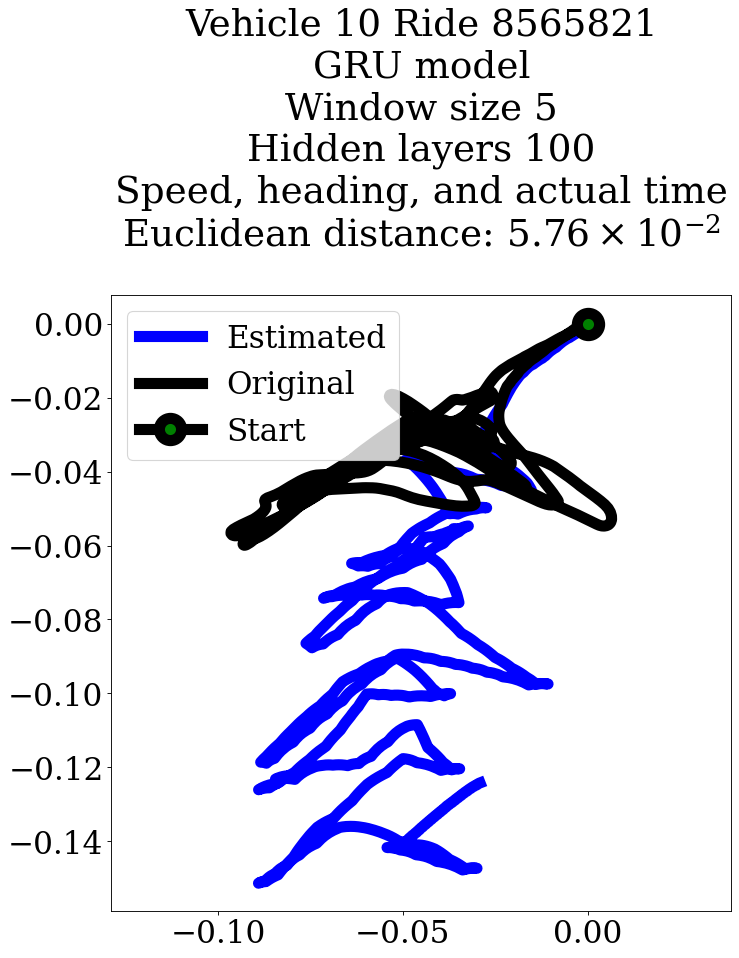 Vehicle 10 Ride 8565821
GRU model
Window size 5
Hidden layers 100
Speed, heading, and actual time
Euclidean distance: 5.76 × 10⁻²
Estimated
Original
Start
0.00
−0.02
−0.04
−0.06
−0.08
−0.10
−0.12
−0.14
−0.10 −0.05 0.00